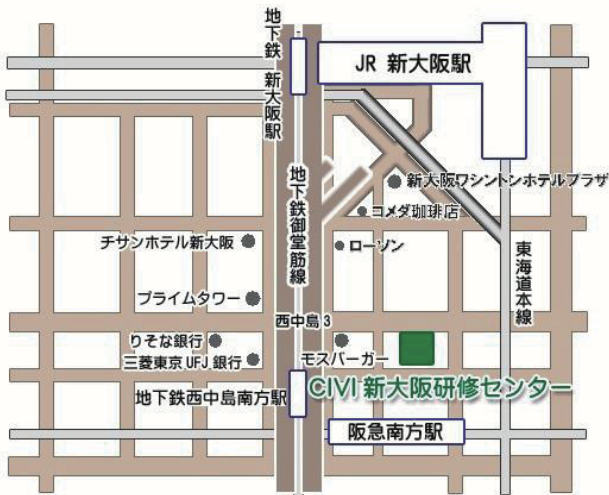 地下鉄 新大阪駅
JR 新大阪駅
新大阪ワシントンホテルプラザ
コメダ珈琲店
地下鉄御堂筋線
チサンホテル新大阪
ローソン
東海道本線
プライムタワー
西中島3
りそな銀行
モスバーガー
三菱東京UFJ銀行
CIVI 新大阪研修センター
地下鉄西中島南方駅
阪急南方駅